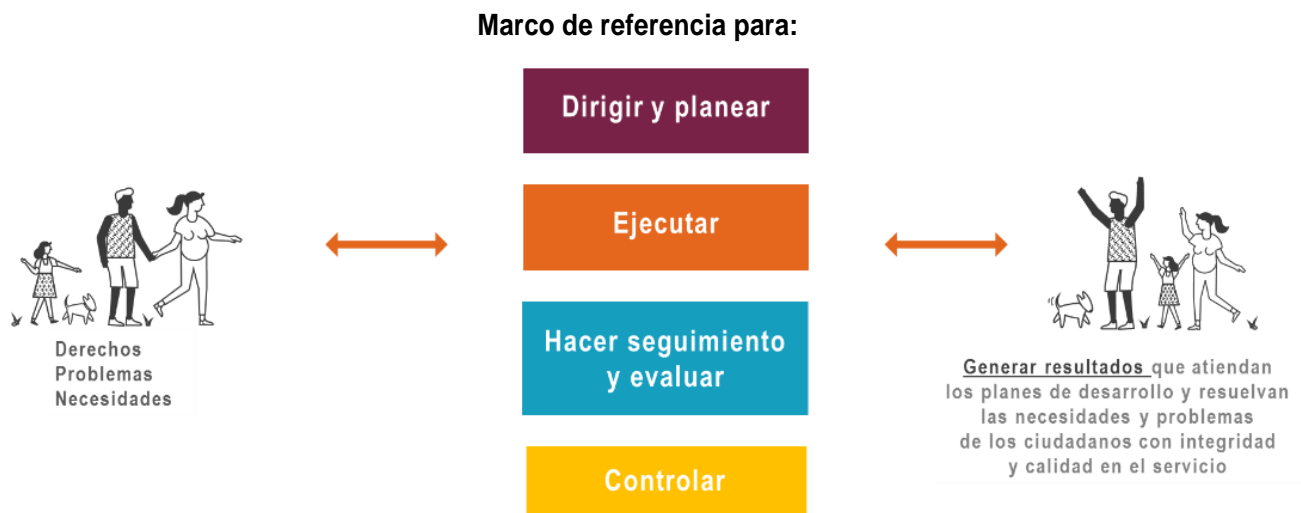 Marco de referencia para:
Dirigir y planear
Ejecutar
Hacer seguimiento
y evaluar
Controlar
Derechos
Problemas
Necesidades
Generar resultados que atiendan
los planes de desarrollo y resuelvan
las necesidades y problemas
de los ciudadanos con integridad
y calidad en el servicio